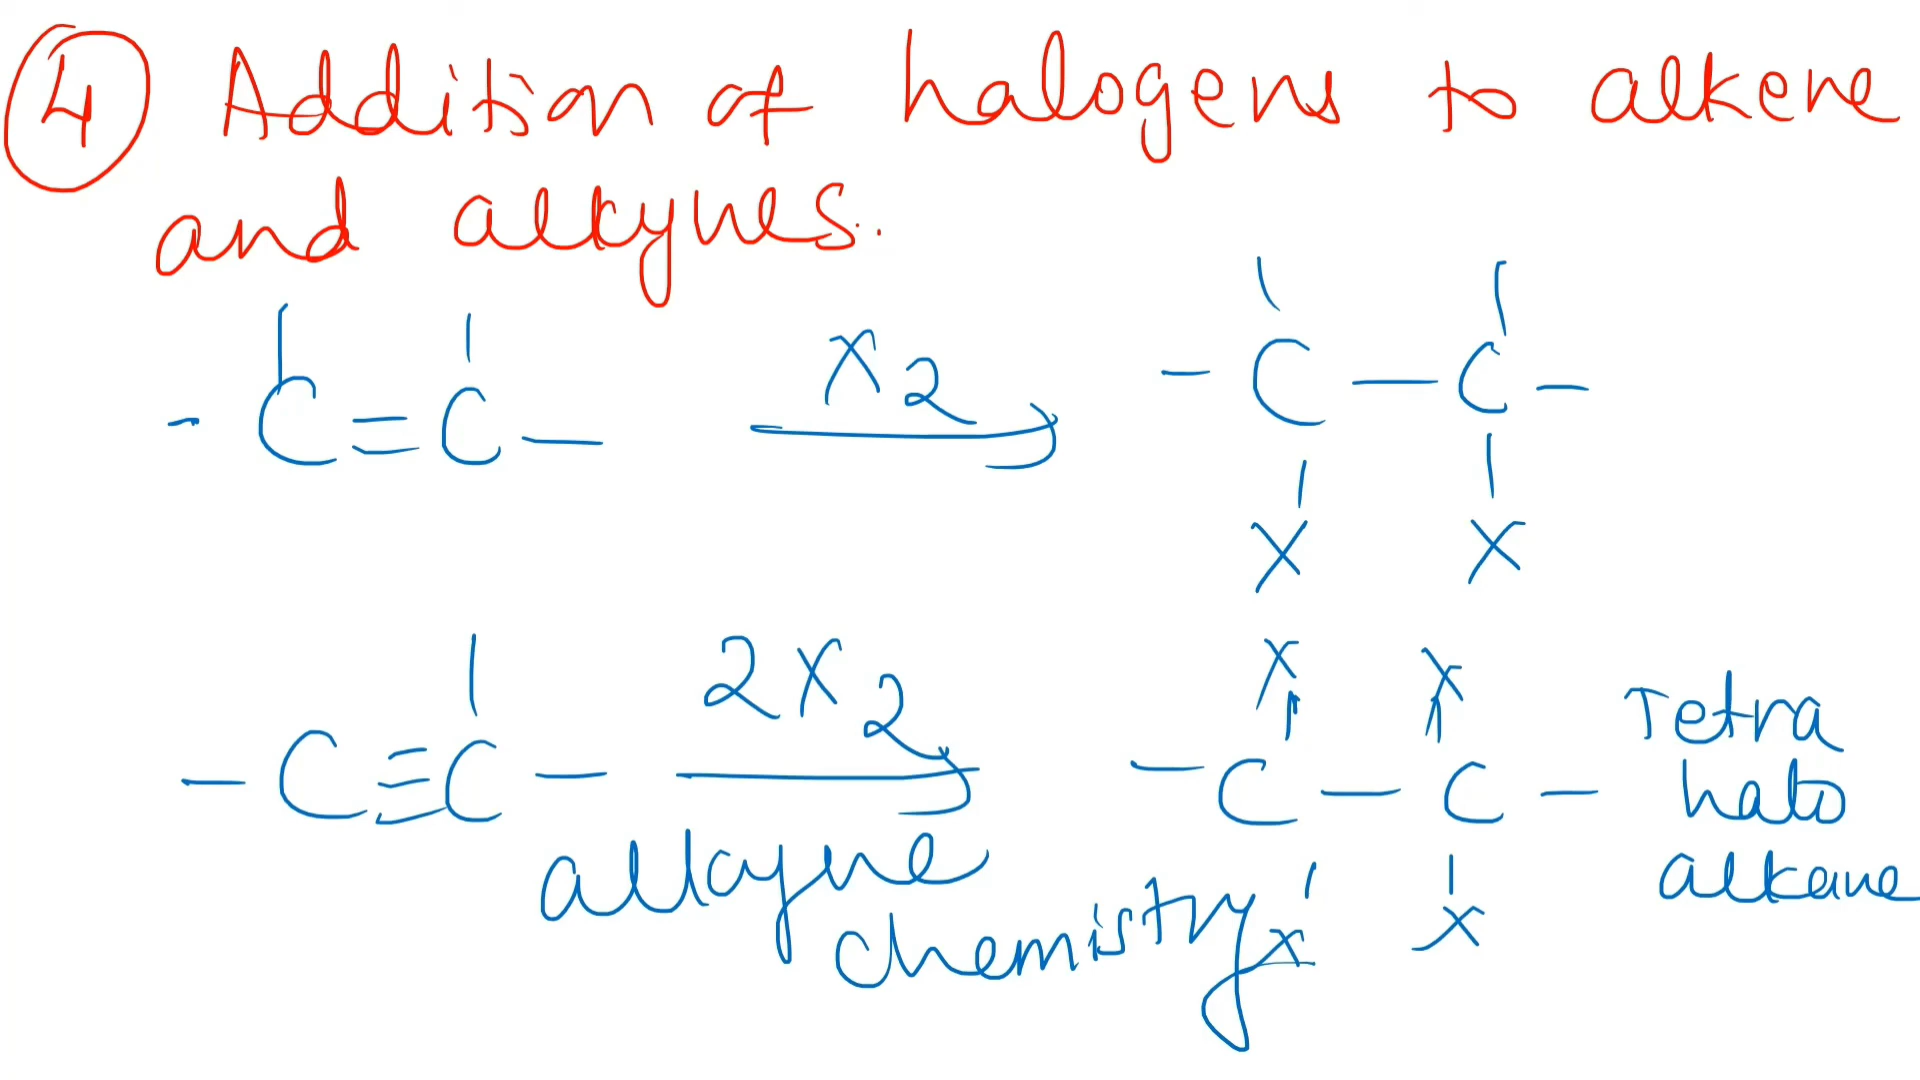 ④ Addition of halogens to alkene
and alkynes.
- C = C - X2 - C - C -
X X
X X
- C ≡ C - 2X2 - C - C - Tetra
halo
alkane
alkyne
chemistry X X